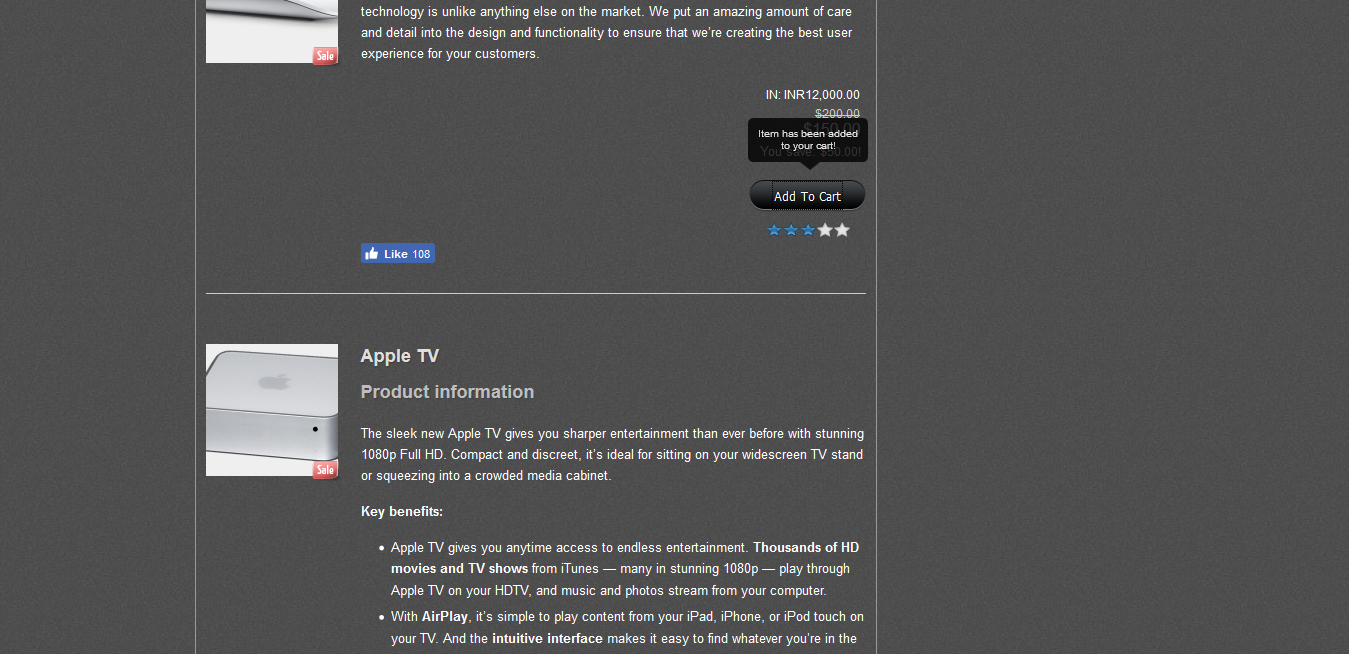 technology is unlike anything else on the market. We put an amazing amount of care
and detail into the design and functionality to ensure that we’re creating the best user
experience for your customers.
Sale
IN: INR12,000.00
$200.00
$150.00
Item has been added
to your cart!
You save: $50.00!
Add To Cart
Like 108
Apple TV
Product information
The sleek new Apple TV gives you sharper entertainment than ever before with stunning
1080p Full HD. Compact and discreet, it’s ideal for sitting on your widescreen TV stand
or squeezing into a crowded media cabinet.
Sale
Key benefits:
Apple TV gives you anytime access to endless entertainment. Thousands of HD
movies and TV shows from iTunes — many in stunning 1080p — play through
Apple TV on your HDTV, and music and photos stream from your computer.
With AirPlay, it’s simple to play content from your iPad, iPhone, or iPod touch on
your TV. And the intuitive interface makes it easy to find whatever you’re in the